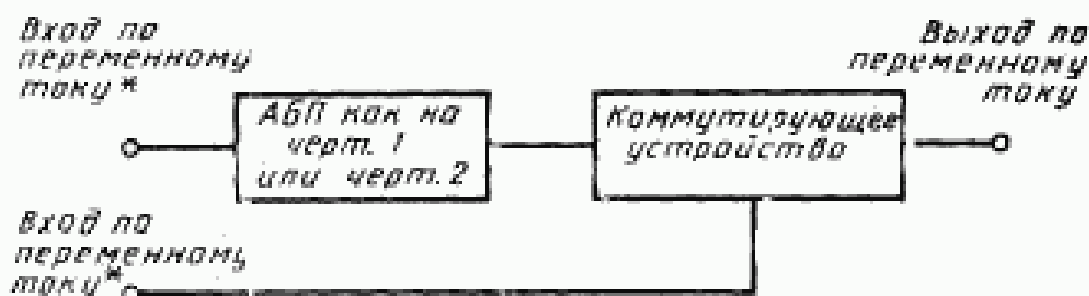 Вход по
переменному
току*
АБП как на
черт. 1
или черт. 2
Коммутирующее
устройство
Выход по
переменному
току
Вход по
переменному
току*